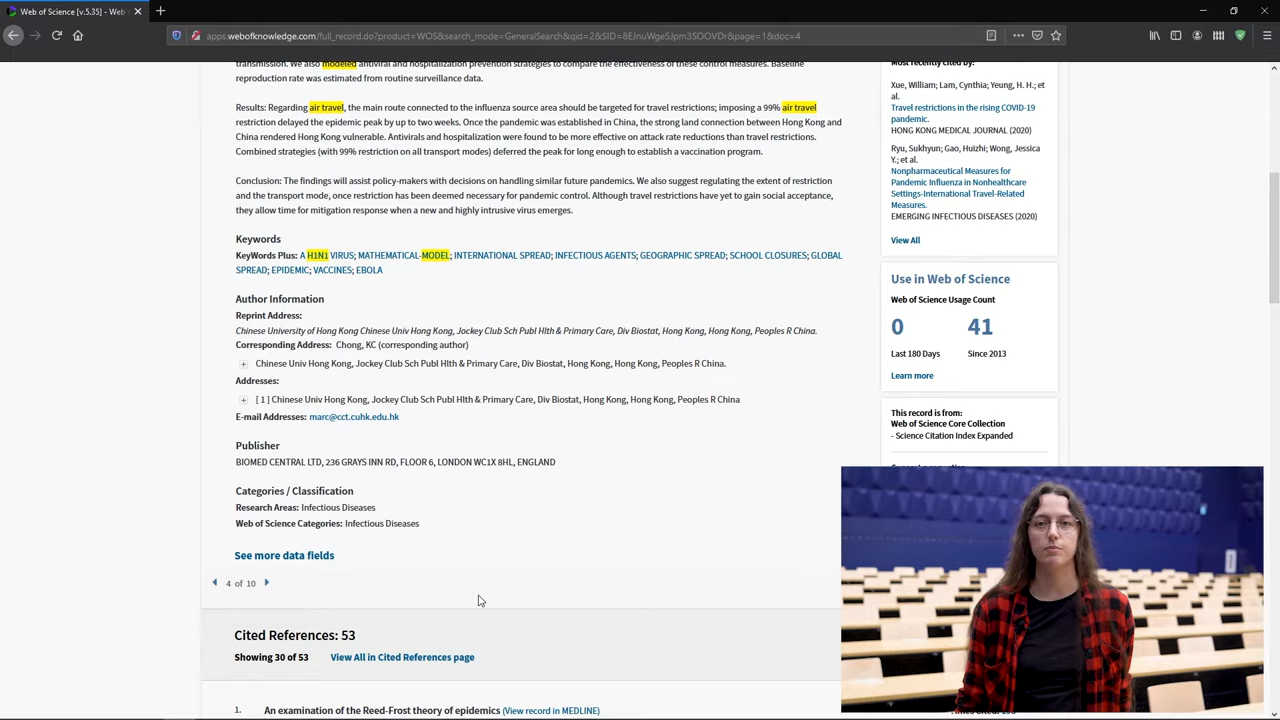 Web of Science [v.5.35] - Web
apps.webofknowledge.com/full_record.do?product=WOS&search_mode=GeneralSearch&qid=2&SID=8EJnuWge5Jpm3SOOVDr&page=1&doc=4
transmission. We also modeled antiviral and hospitalization prevention strategies to compare the effectiveness of these control measures. Baseline
reproduction rate was estimated from routine surveillance data.
Results: Regarding air travel, the main route connected to the influenza source area should be targeted for travel restrictions; imposing a 99% air travel
restriction delayed the epidemic peak by up to two weeks. Once the pandemic was established in China, the strong land connection between Hong Kong and
China rendered Hong Kong vulnerable. Antivirals and hospitalization were found to be more effective on attack rate reductions than travel restrictions.
Combined strategies (with 99% restriction on all transport modes) deferred the peak for long enough to establish a vaccination program.
Conclusion: The findings will assist policy-makers with decisions on handling similar future pandemics. We also suggest regulating the extent of restriction
and the transport mode, once restriction has been deemed necessary for pandemic control. Although travel restrictions have yet to gain social acceptance,
they allow time for mitigation response when a new and highly intrusive virus emerges.
Keywords
KeyWords Plus: A H1N1 VIRUS; MATHEMATICAL-MODEL; INTERNATIONAL SPREAD; INFECTIOUS AGENTS; GEOGRAPHIC SPREAD; SCHOOL CLOSURES; GLOBAL
SPREAD; EPIDEMIC; VACCINES; EBOLA
Author Information
Reprint Address:
Chinese University of Hong Kong Chinese Univ Hong Kong, Jockey Club Sch Publ Hlth & Primary Care, Div Biostat, Hong Kong, Hong Kong, Peoples R China.
Corresponding Address: Chong, KC (corresponding author)
Chinese Univ Hong Kong, Jockey Club Sch Publ Hlth & Primary Care, Div Biostat, Hong Kong, Hong Kong, Peoples R China.
Addresses:
[ 1 ] Chinese Univ Hong Kong, Jockey Club Sch Publ Hlth & Primary Care, Div Biostat, Hong Kong, Hong Kong, Peoples R China
E-mail Addresses: marc@cct.cuhk.edu.hk
Publisher
BIOMED CENTRAL LTD, 236 GRAYS INN RD, FLOOR 6, LONDON WC1X 8HL, ENGLAND
Categories / Classification
Research Areas: Infectious Diseases
Web of Science Categories: Infectious Diseases
See more data fields
4 of 10
Cited References: 53
Showing 30 of 53 View All in Cited References page
1. An examination of the Reed-Frost theory of epidemics (View record in MEDLINE)
Most recently cited by:
Xue, William; Lam, Cynthia; Yeung, H. H.; et
al.
Travel restrictions in the rising COVID-19
pandemic.
HONG KONG MEDICAL JOURNAL (2020)
Ryu, Sukhyun; Gao, Huizhi; Wong, Jessica
Y.; et al.
Nonpharmaceutical Measures for
Pandemic Influenza in Nonhealthcare
Settings-International Travel-Related
Measures.
EMERGING INFECTIOUS DISEASES (2020)
View All
Use in Web of Science
Web of Science Usage Count
0 41
Last 180 Days Since 2013
Learn more
This record is from:
Web of Science Core Collection
- Science Citation Index Expanded